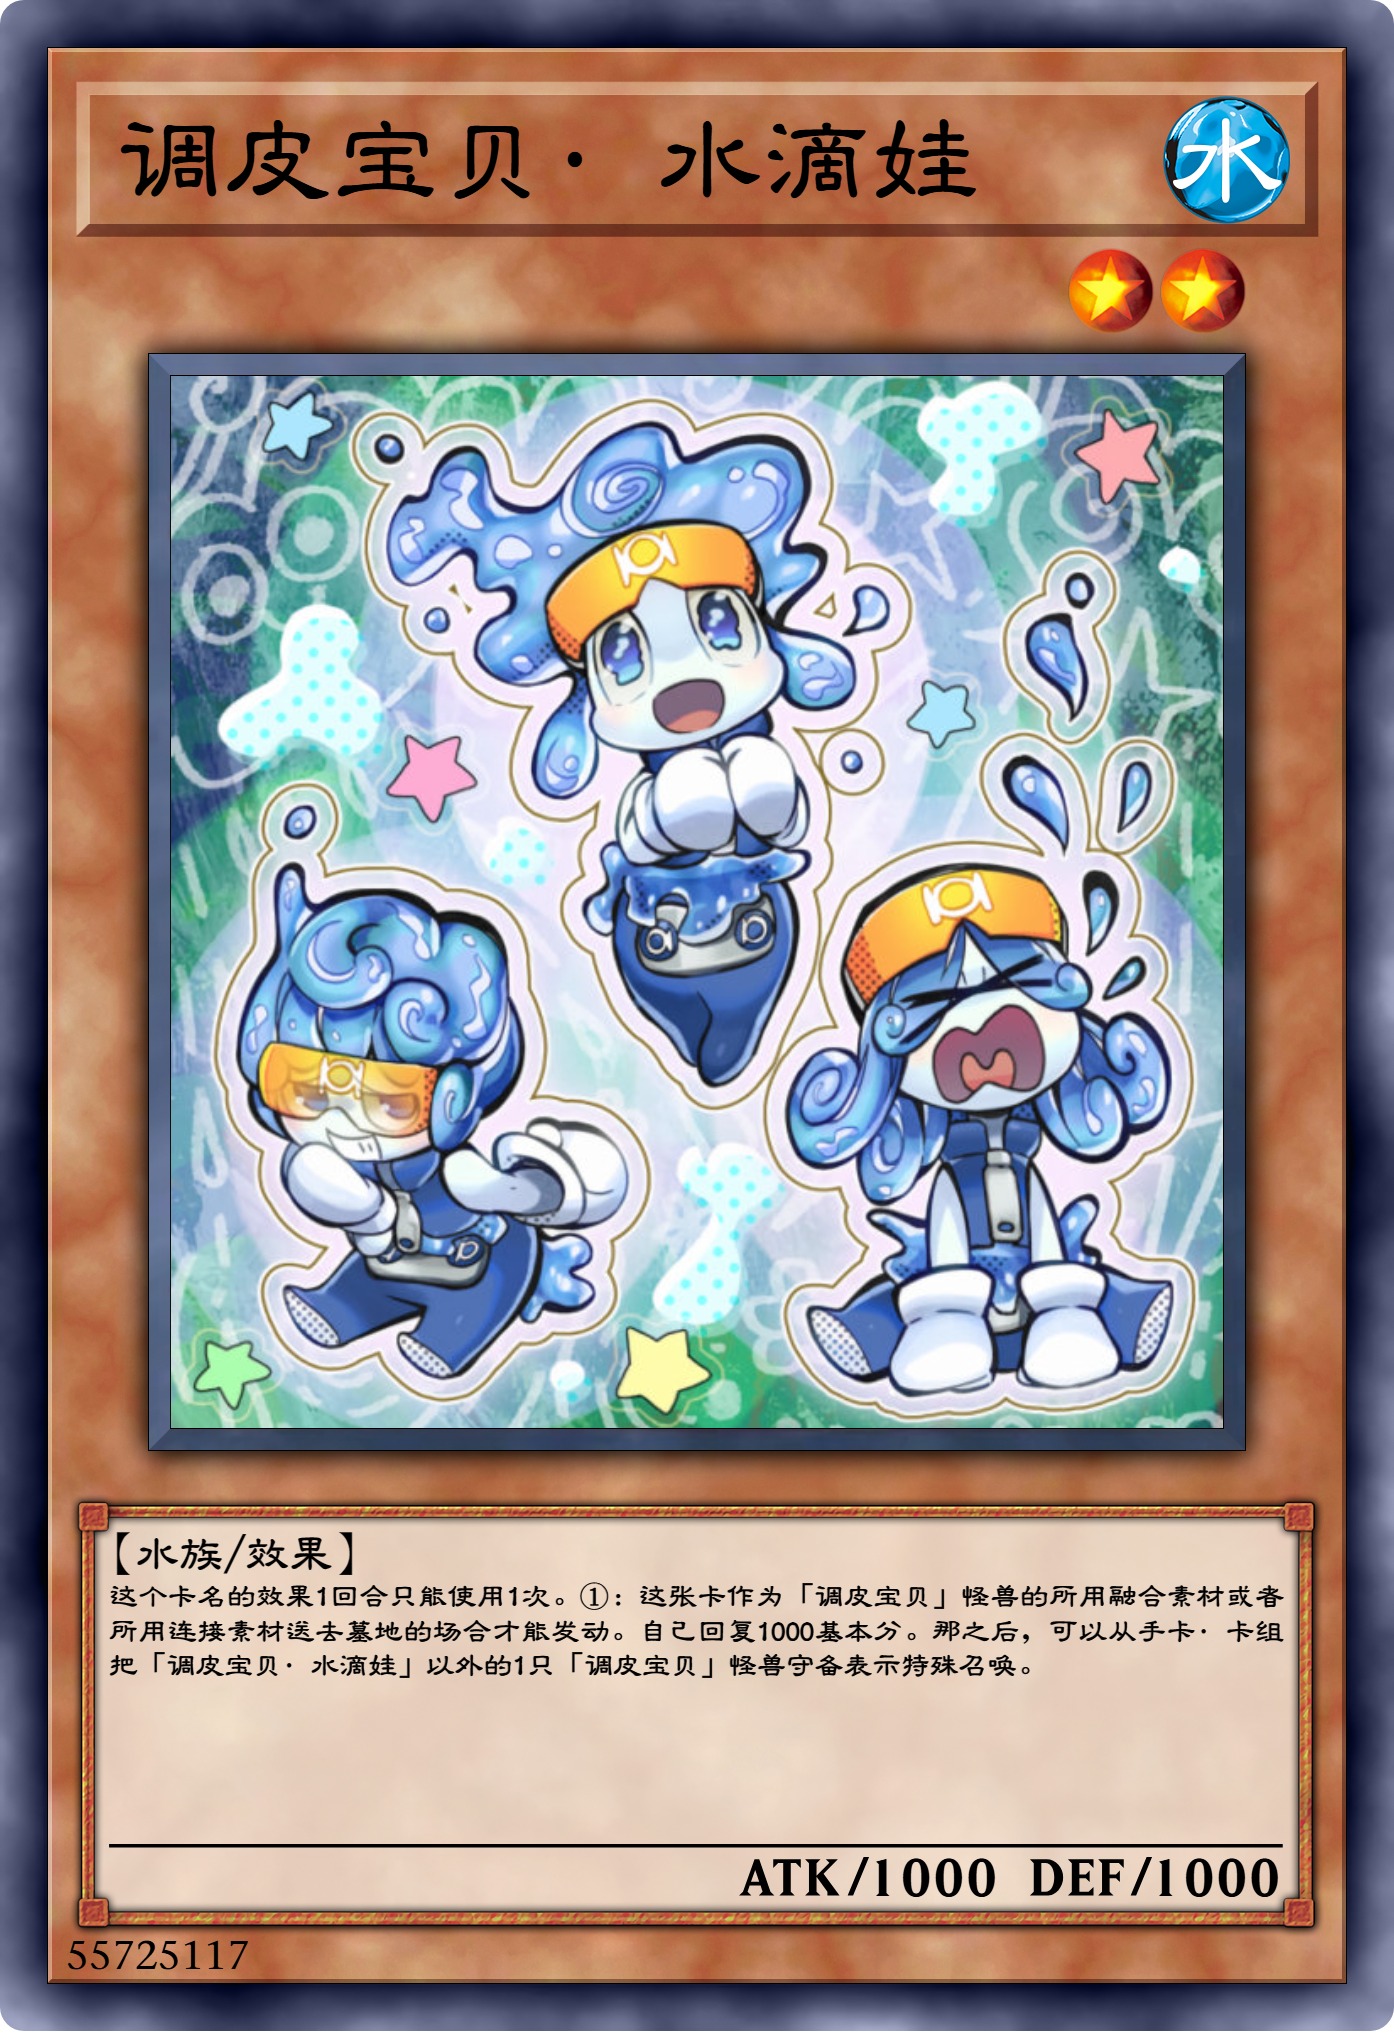 调皮宝贝·水滴娃
水
【水族/效果】
这个卡名的效果1回合只能使用1次。①：这张卡作为「调皮宝贝」怪兽的所用融合素材或者
所用连接素材送去墓地的场合才能发动。自己回复1000基本分。那之后，可以从手卡·卡组
把「调皮宝贝·水滴娃」以外的1只「调皮宝贝」怪兽守备表示特殊召唤。
ATK/1000 DEF/1000
55725117